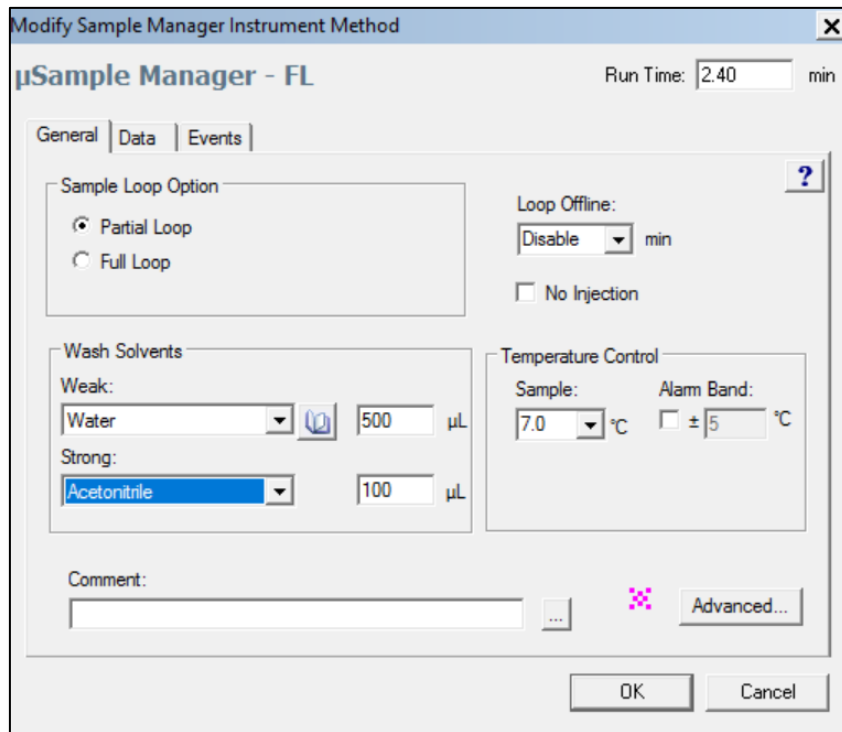 Modify Sample Manager Instrument Method
µSample Manager - FL
Run Time: 2.40 min
General Data Events
?
Sample Loop Option
Partial Loop
Full Loop
Loop Offline:
Disable min
No Injection
Wash Solvents
Weak:
Water 500 µL
Strong:
Acetonitrile 100 µL
Temperature Control
Sample: Alarm Band:
7.0 °C ± 5 °C
Comment:
... Advanced...
OK Cancel